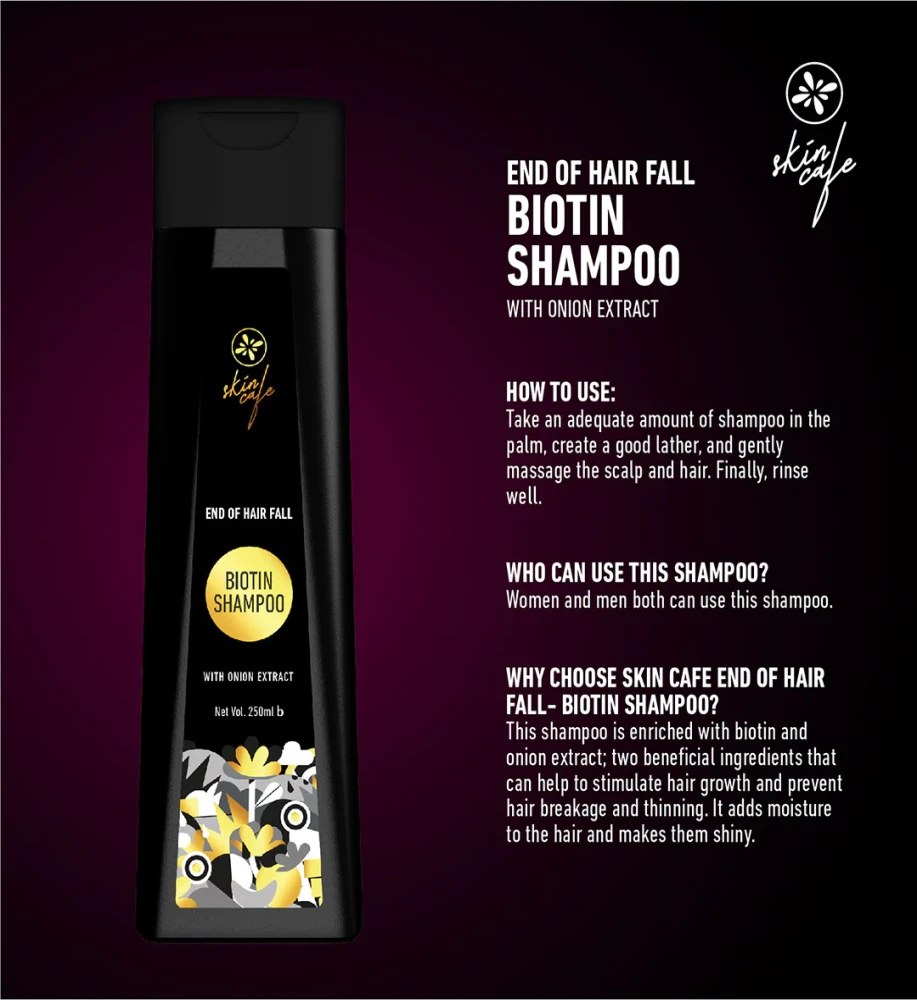 skin
cafe
END OF HAIR FALL
BIOTIN
SHAMPOO
WITH ONION EXTRACT
HOW TO USE:
Take an adequate amount of shampoo in the
palm, create a good lather, and gently
massage the scalp and hair. Finally, rinse
well.
WHO CAN USE THIS SHAMPOO?
Women and men both can use this shampoo.
WHY CHOOSE SKIN CAFE END OF HAIR
FALL- BIOTIN SHAMPOO?
This shampoo is enriched with biotin and
onion extract; two beneficial ingredients that
can help to stimulate hair growth and prevent
hair breakage and thinning. It adds moisture
to the hair and makes them shiny.
skin
cafe
END OF HAIR FALL
BIOTIN
SHAMPOO
WITH ONION EXTRACT
Net Vol. 250ml b